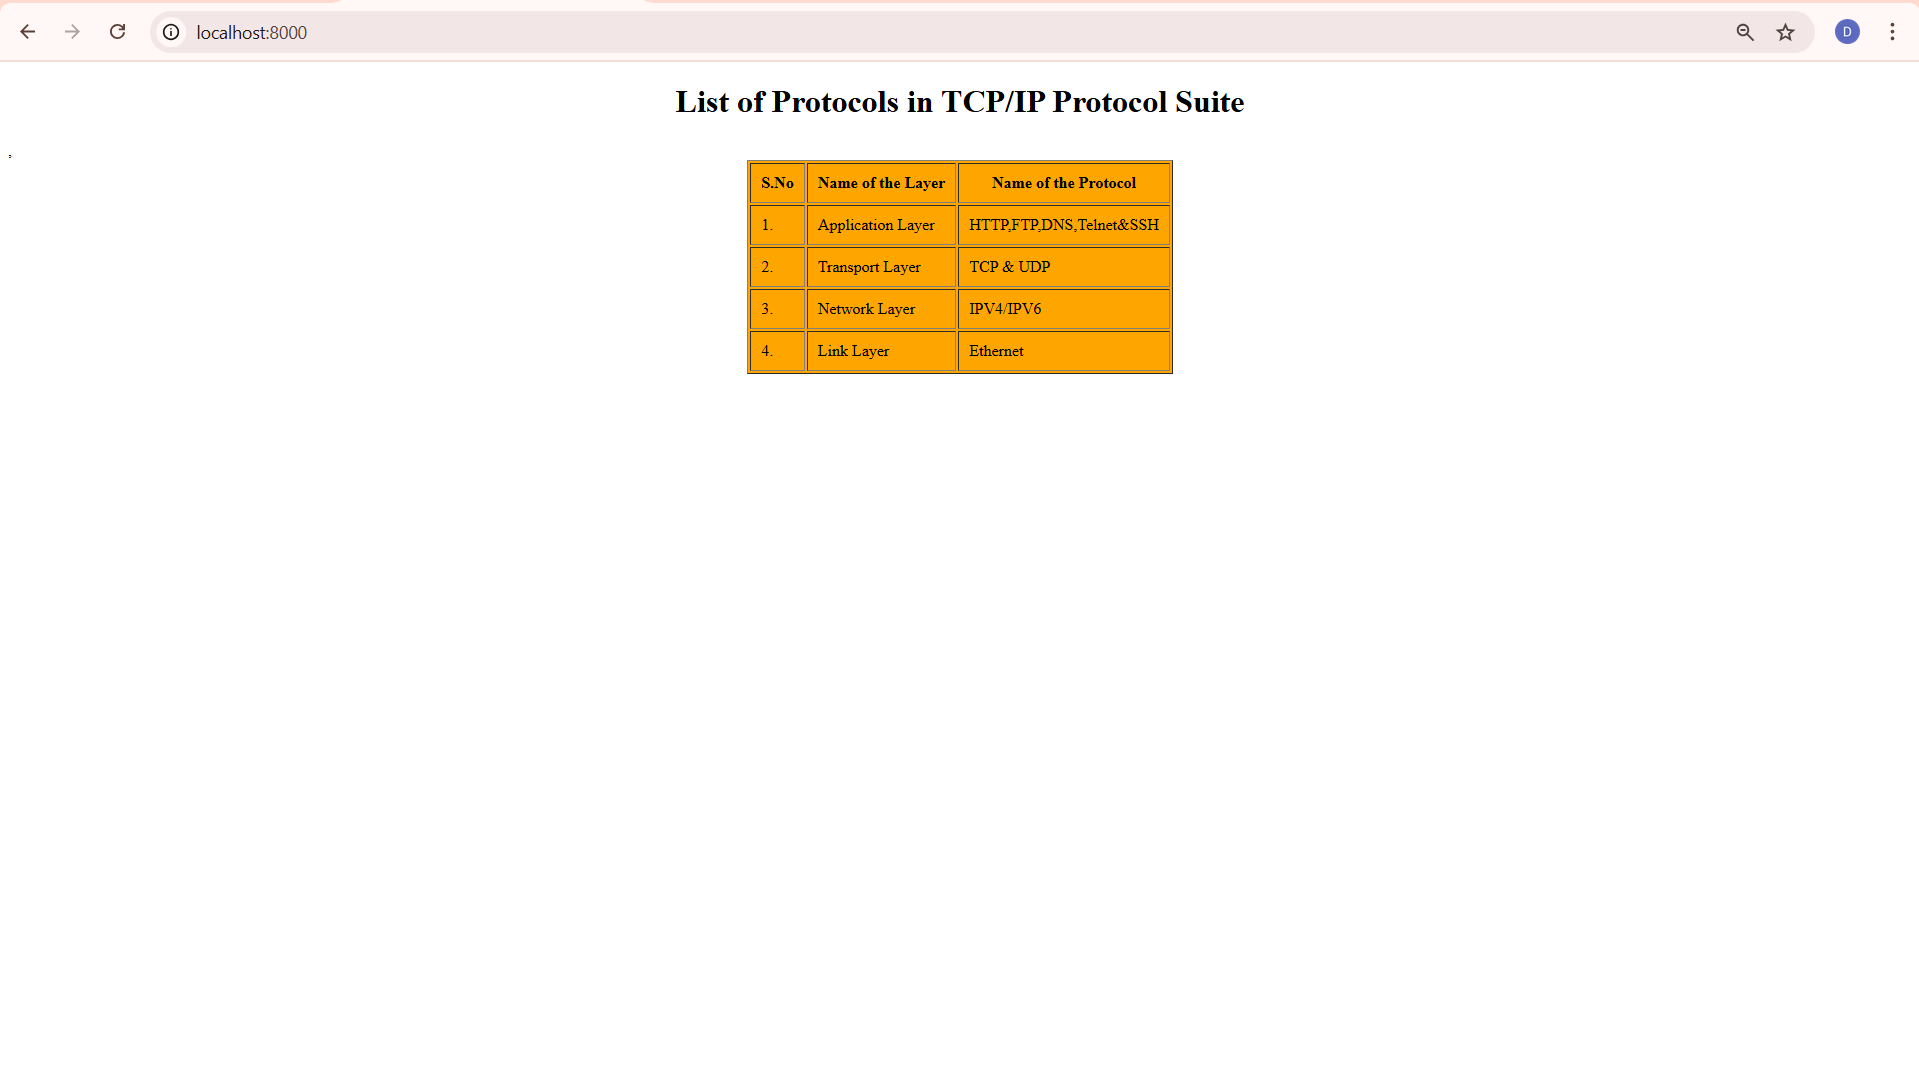 localhost:8000
D
List of Protocols in TCP/IP Protocol Suite
,
S.No Name of the Layer Name of the Protocol
1. Application Layer HTTP,FTP,DNS,Telnet&SSH
2. Transport Layer TCP & UDP
3. Network Layer IPV4/IPV6
4. Link Layer Ethernet